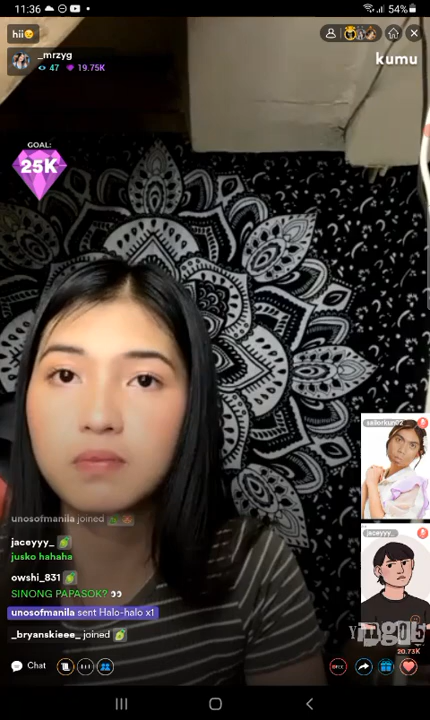 11:36
54%
hii
_mrzyg
47 19.75K
kumu
GOAL:
25K
sailorkun02
unosofmanila joined
jaceyyy_
jusko hahaha
owshi_831
SINONG PAPASOK?
unosofmanila sent Halo-halo x1
_bryanskieee_ joined
jaceyyy_
20.73K
Chat